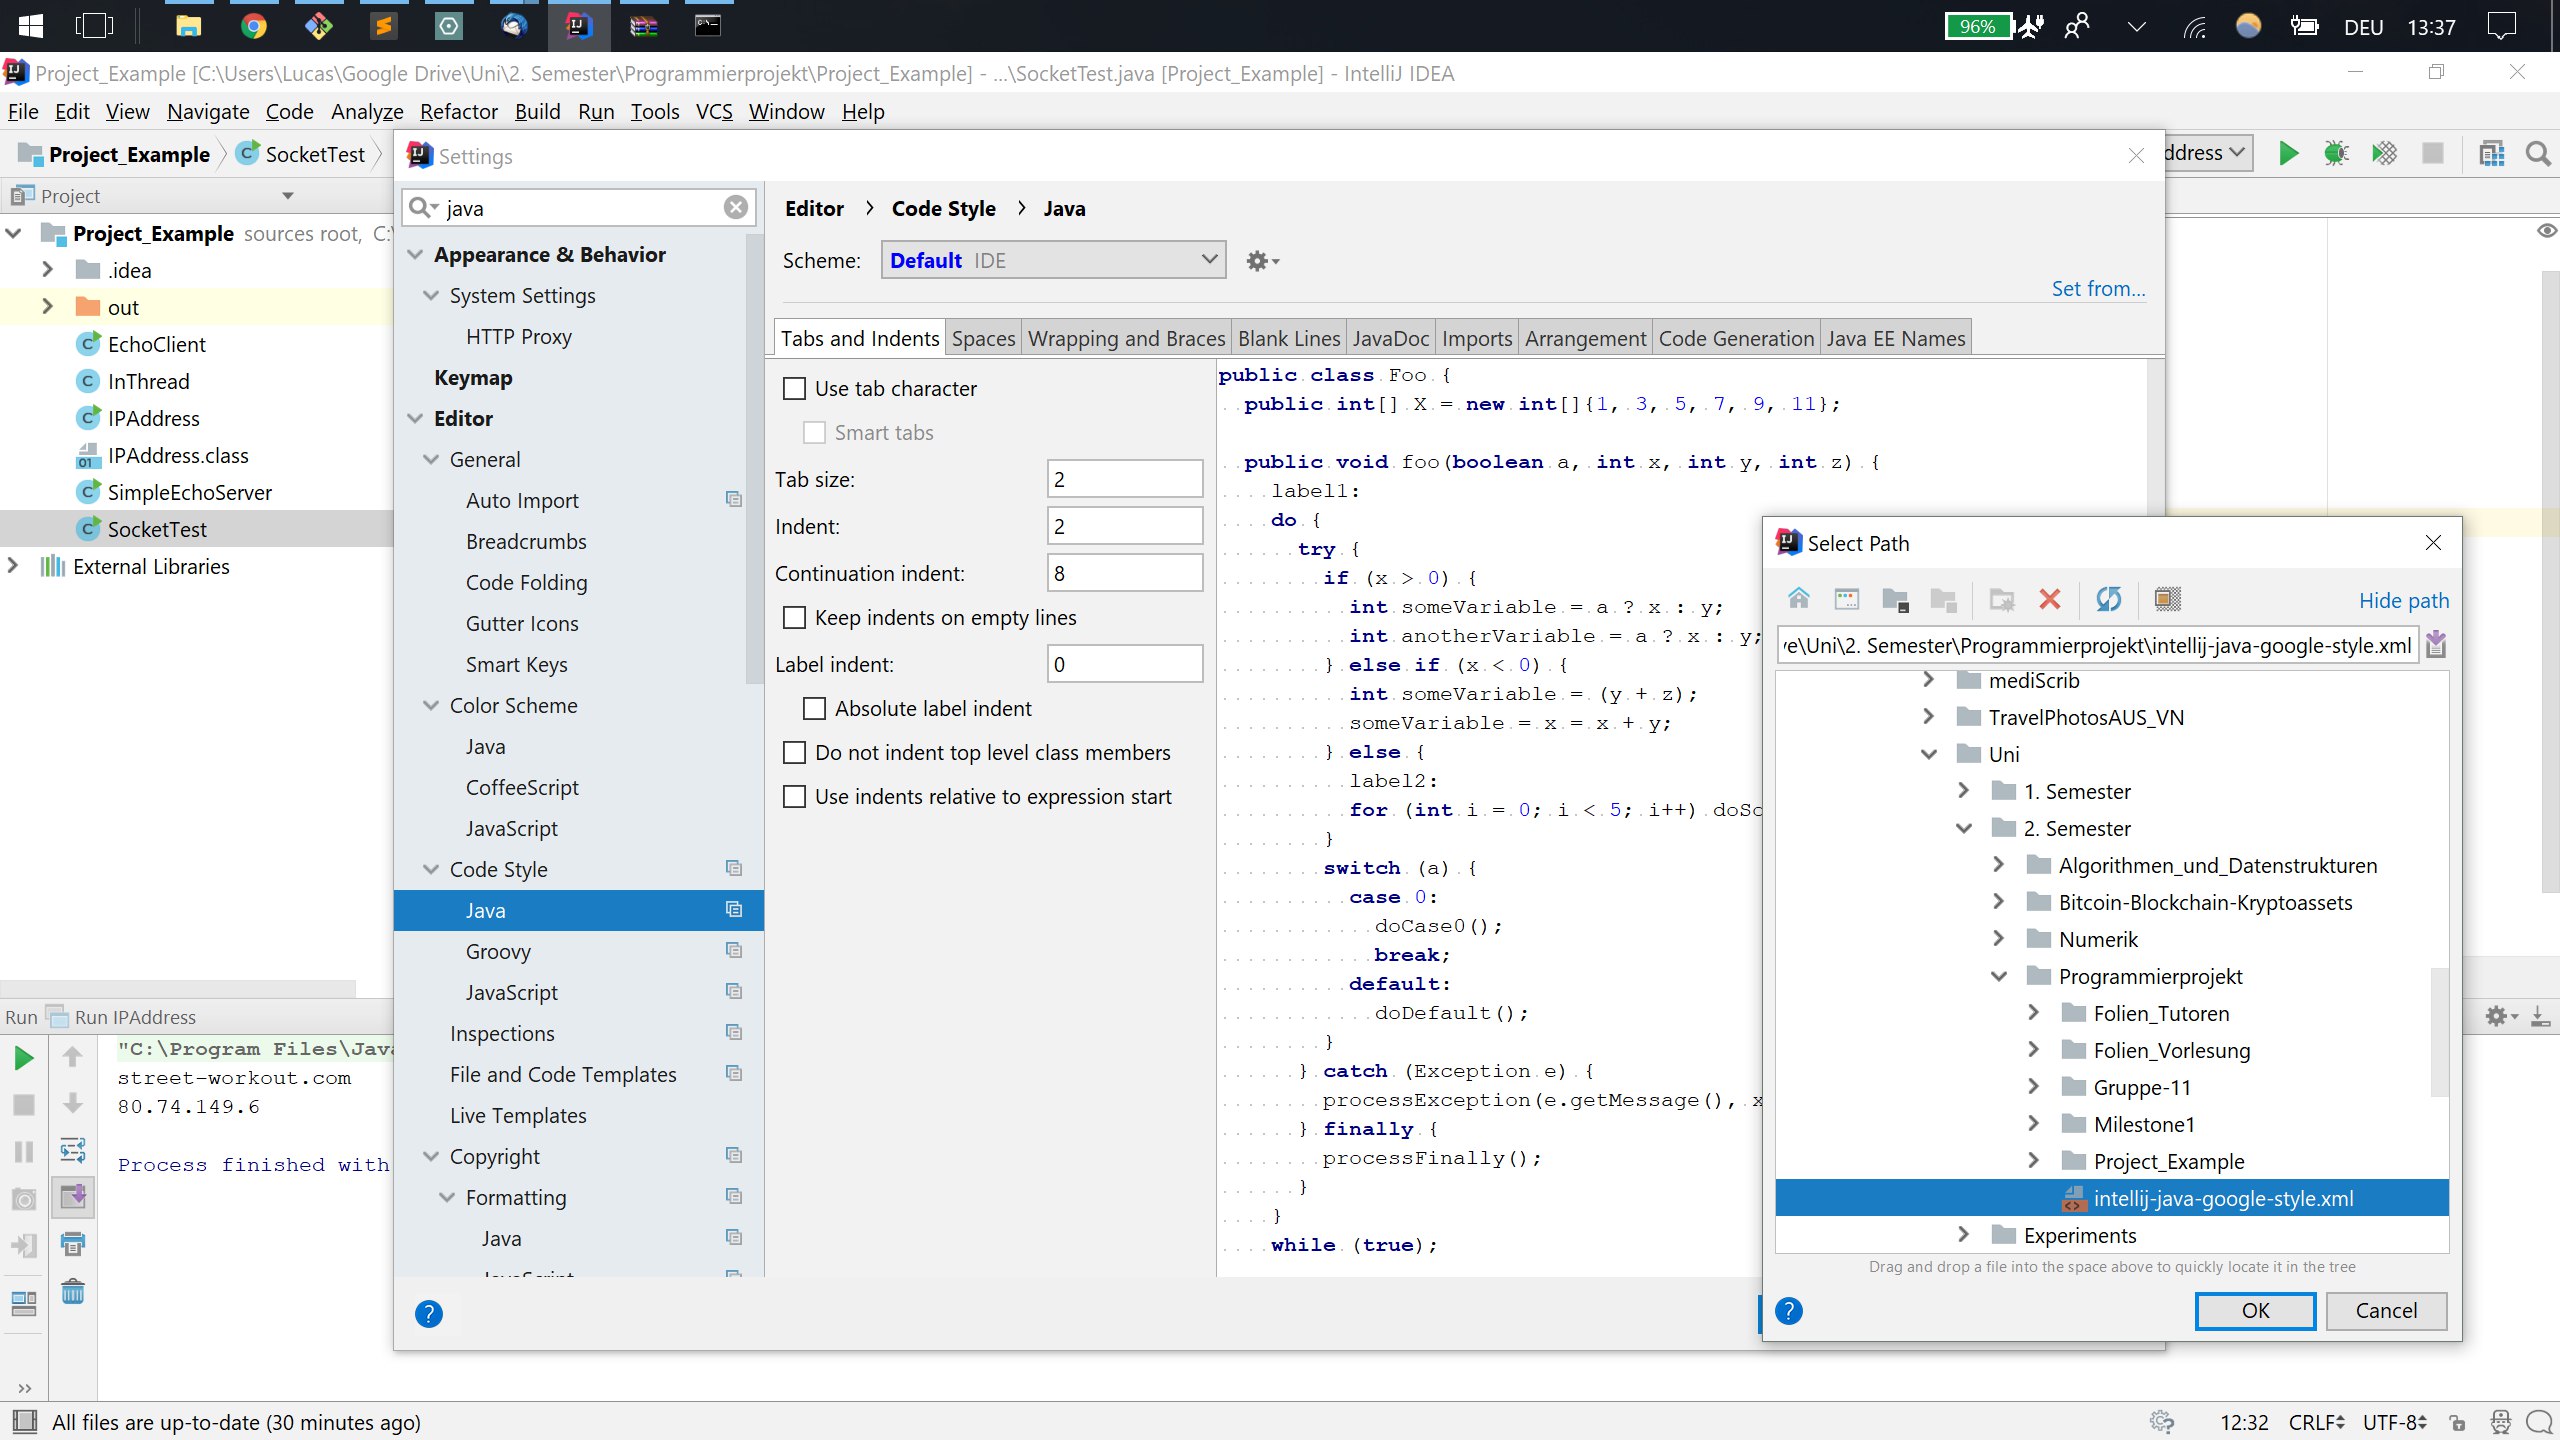 96%
DEU
13:37
Project_Example [C:\Users\Lucas\Google Drive\Uni\2. Semester\Programmierprojekt\Project_Example] - ...\SocketTest.java [Project_Example] - IntelliJ IDEA
File Edit View Navigate Code Analyze Refactor Build Run Tools VCS Window Help
Project_Example SocketTest
ddress
Project
Project_Example sources root, C:\
.idea
out
EchoClient
InThread
IPAddress
IPAddress.class
SimpleEchoServer
SocketTest
External Libraries
Settings
java
Appearance & Behavior
System Settings
HTTP Proxy
Keymap
Editor
General
Auto Import
Breadcrumbs
Code Folding
Gutter Icons
Smart Keys
Color Scheme
Java
CoffeeScript
JavaScript
Code Style
Java
Groovy
JavaScript
Inspections
File and Code Templates
Live Templates
Copyright
Formatting
Java
JavaScript
Editor › Code Style › Java
Scheme: Default IDE
Set from...
Tabs and Indents Spaces Wrapping and Braces Blank Lines JavaDoc Imports Arrangement Code Generation Java EE Names
Use tab character
Smart tabs
Tab size: 2
Indent: 2
Continuation indent: 8
Keep indents on empty lines
Label indent: 0
Absolute label indent
Do not indent top level class members
Use indents relative to expression start
public class Foo {
public int[] X = new int[]{1, 3, 5, 7, 9, 11};
public void foo(boolean a, int x, int y, int z) {
label1:
do {
try {
if (x > 0) {
int someVariable = a ? x : y;
int anotherVariable = a ? x : y;
} else if (x < 0) {
int someVariable = (y + z);
someVariable = x = x + y;
} else {
label2:
for (int i = 0; i < 5; i++) doSo
}
switch (a) {
case 0:
doCase0();
break;
default:
doDefault();
}
} catch (Exception e) {
processException(e.getMessage(), x
} finally {
processFinally();
}
}
while (true);
Select Path
Hide path
ve\Uni\2. Semester\Programmierprojekt\intellij-java-google-style.xml
mediScrib
TravelPhotosAUS_VN
Uni
1. Semester
2. Semester
Algorithmen_und_Datenstrukturen
Bitcoin-Blockchain-Kryptoassets
Numerik
Programmierprojekt
Folien_Tutoren
Folien_Vorlesung
Gruppe-11
Milestone1
Project_Example
intellij-java-google-style.xml
Experiments
Drag and drop a file into the space above to quickly locate it in the tree
OK Cancel
Run Run IPAddress
"C:\Program Files\Java
street-workout.com
80.74.149.6
Process finished with
All files are up-to-date (30 minutes ago)
12:32 CRLF UTF-8